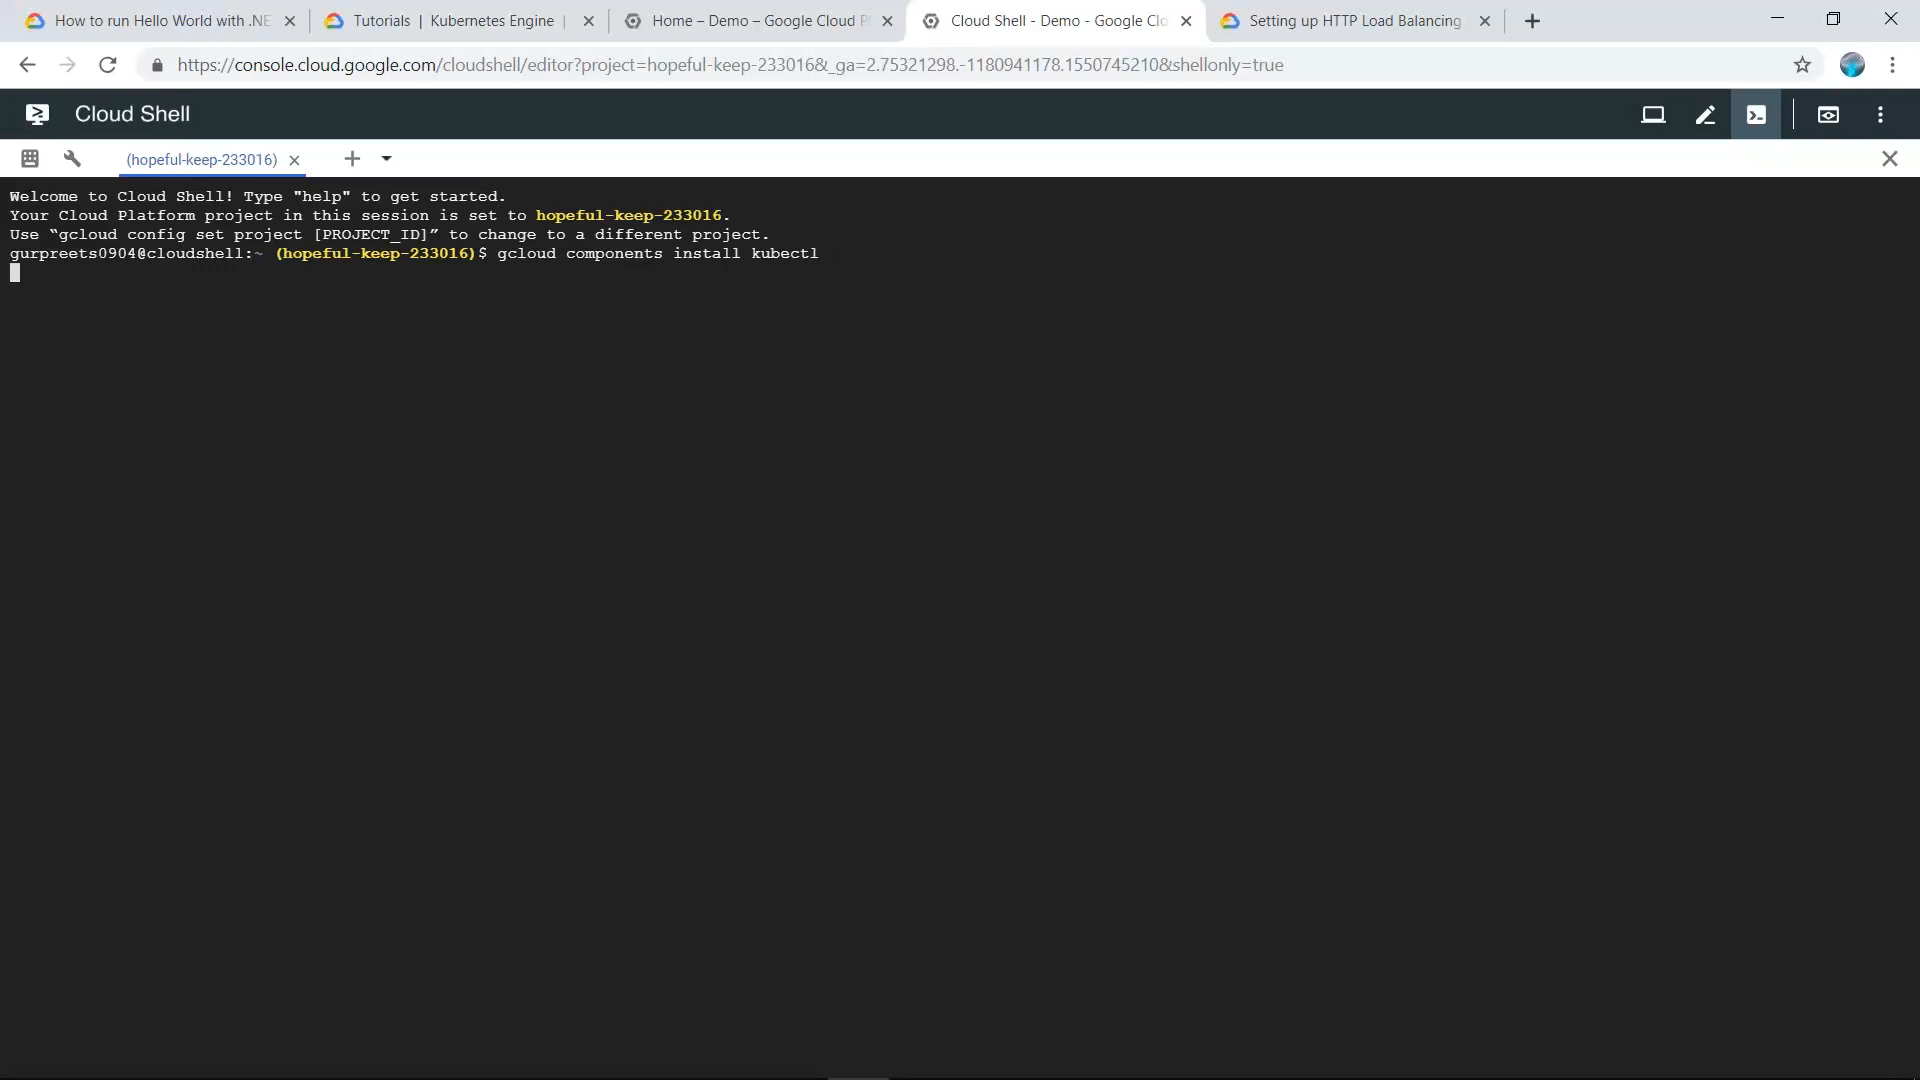 How to run Hello World with .NE
Tutorials | Kubernetes Engine |
Home – Demo – Google Cloud P
Cloud Shell - Demo - Google Clo
Setting up HTTP Load Balancing
https://console.cloud.google.com/cloudshell/editor?project=hopeful-keep-233016&_ga=2.75321298.-1180941178.1550745210&shellonly=true
Cloud Shell
(hopeful-keep-233016)
Welcome to Cloud Shell! Type "help" to get started.
Your Cloud Platform project in this session is set to hopeful-keep-233016.
Use “gcloud config set project [PROJECT_ID]” to change to a different project.
gurpreets0904@cloudshell:~ (hopeful-keep-233016)$ gcloud components install kubectl